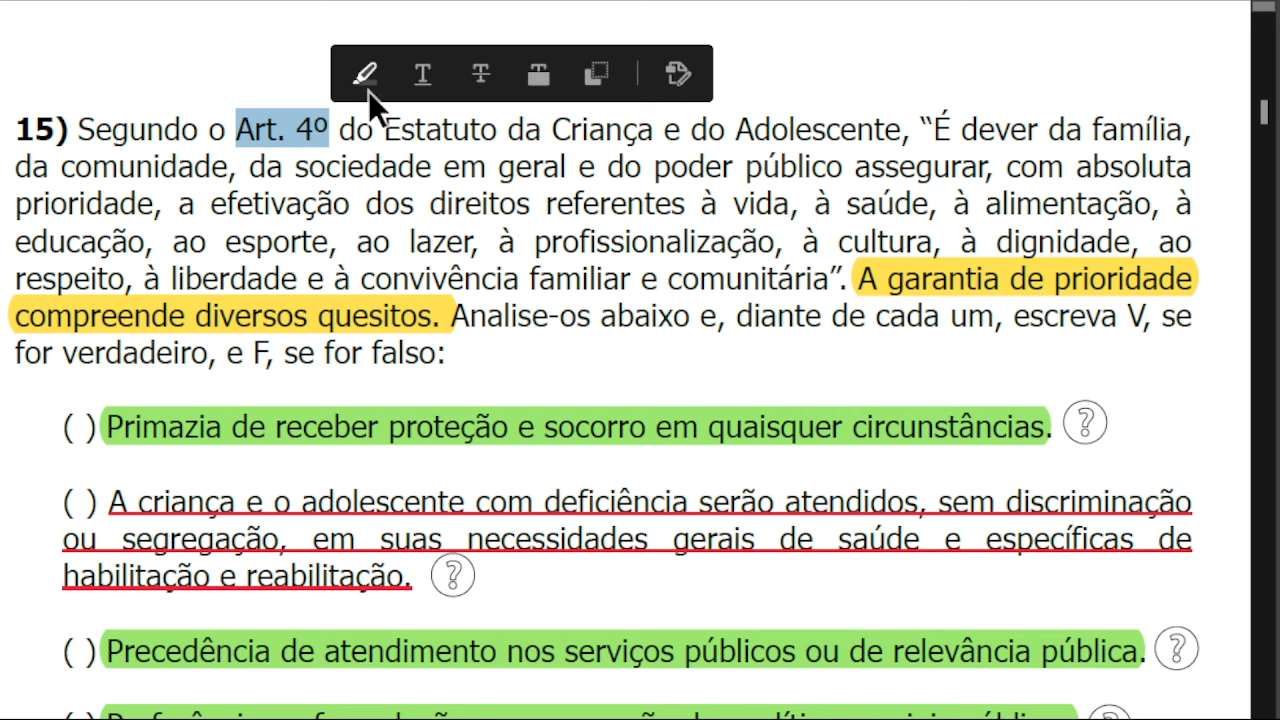 15) Segundo o Art. 4º do Estatuto da Criança e do Adolescente, “É dever da família,
da comunidade, da sociedade em geral e do poder público assegurar, com absoluta
prioridade, a efetivação dos direitos referentes à vida, à saúde, à alimentação, à
educação, ao esporte, ao lazer, à profissionalização, à cultura, à dignidade, ao
respeito, à liberdade e à convivência familiar e comunitária”. A garantia de prioridade
compreende diversos quesitos. Analise-os abaixo e, diante de cada um, escreva V, se
for verdadeiro, e F, se for falso:
( ) Primazia de receber proteção e socorro em quaisquer circunstâncias. ?
( ) A criança e o adolescente com deficiência serão atendidos, sem discriminação
ou segregação, em suas necessidades gerais de saúde e específicas de
habilitação e reabilitação. ?
( ) Precedência de atendimento nos serviços públicos ou de relevância pública. ?